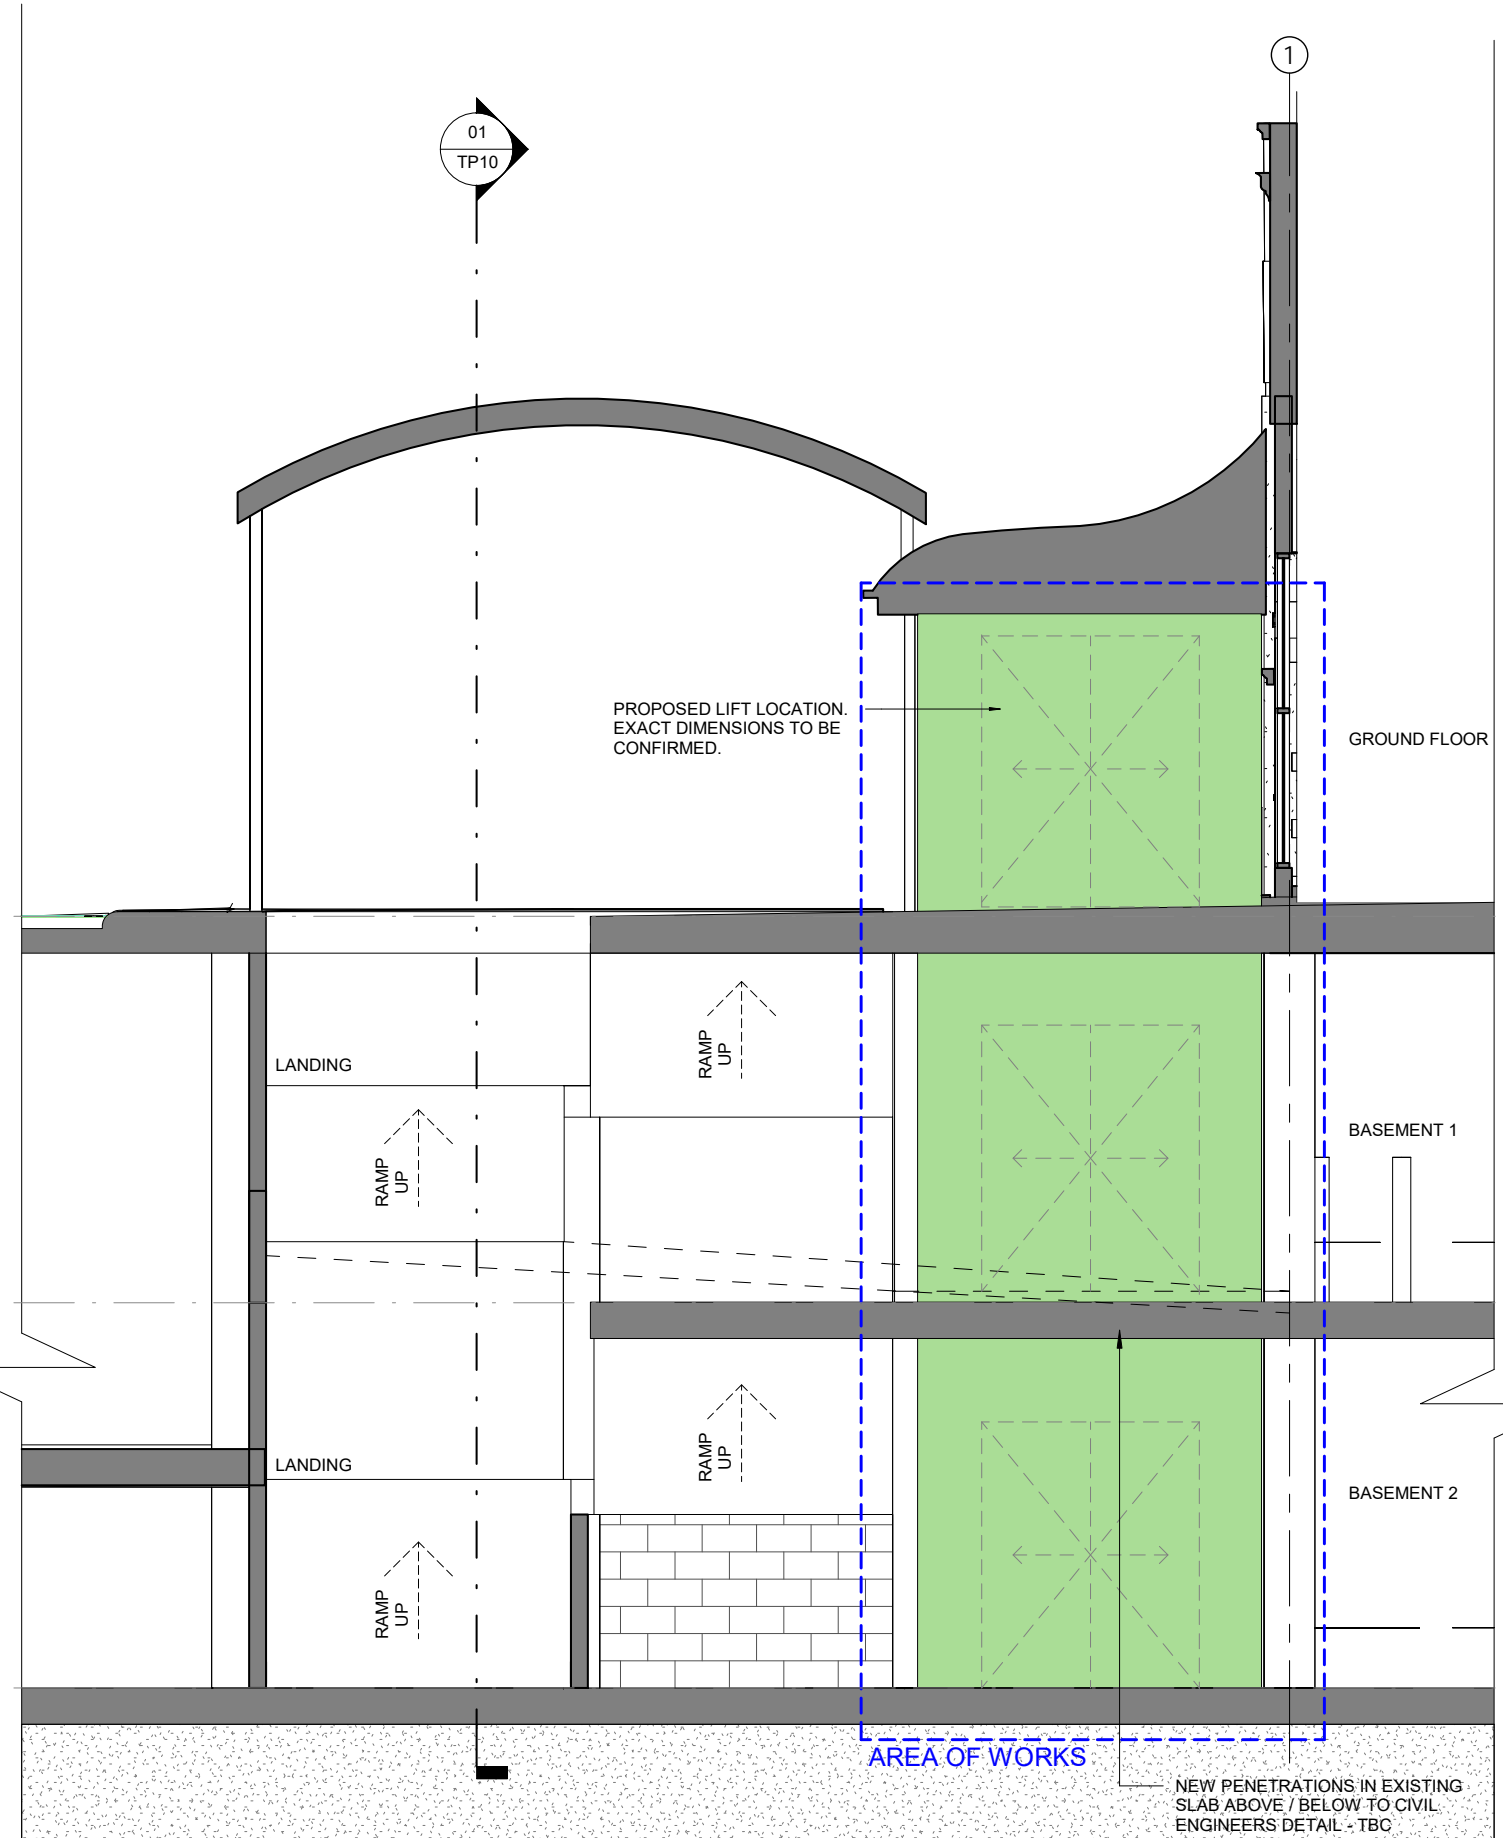 1
01
TP10
PROPOSED LIFT LOCATION.
EXACT DIMENSIONS TO BE
CONFIRMED.
GROUND FLOOR
LANDING
RAMP
UP
RAMP
UP
BASEMENT 1
LANDING
RAMP
UP
RAMP
UP
BASEMENT 2
AREA OF WORKS
NEW PENETRATIONS IN EXISTING
SLAB ABOVE / BELOW TO CIVIL
ENGINEERS DETAIL - TBC